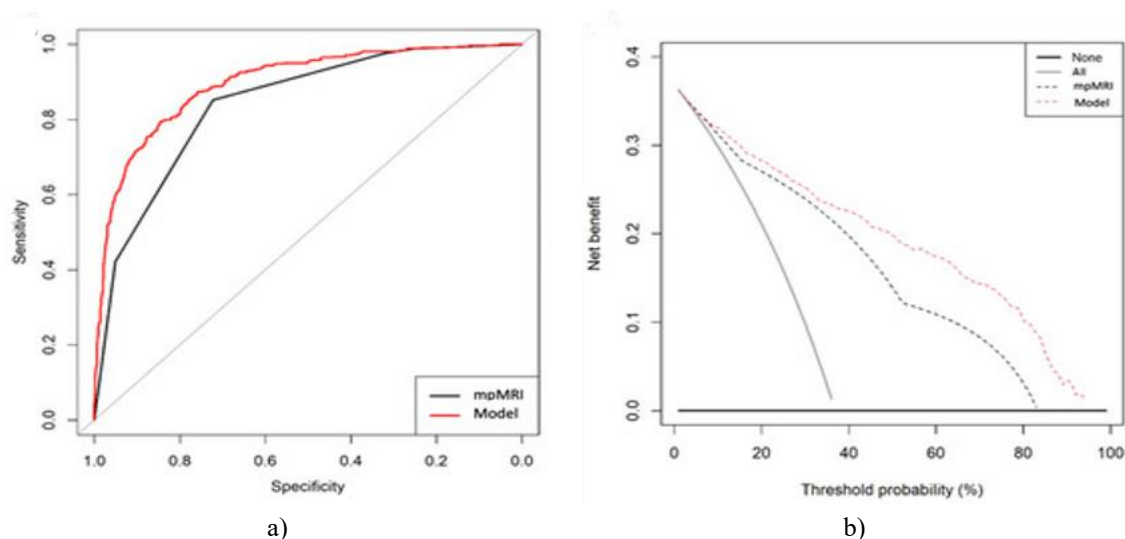 1.0
0.8
0.6
0.4
0.2
0.0
Sensitivity
1.0 0.8 0.6 0.4 0.2 0.0
Specificity
mpMRI
Model
a)
0.4
0.3
0.2
0.1
0.0
Net benefit
0 20 40 60 80 100
Threshold probability (%)
None
All
mpMRI
Model
b)